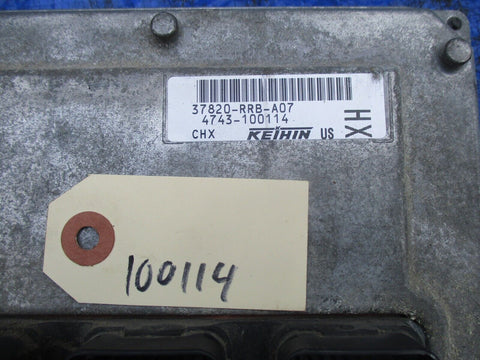 37820-RRB-A07
4743-100114
CHX KEIHIN US
HX
100114